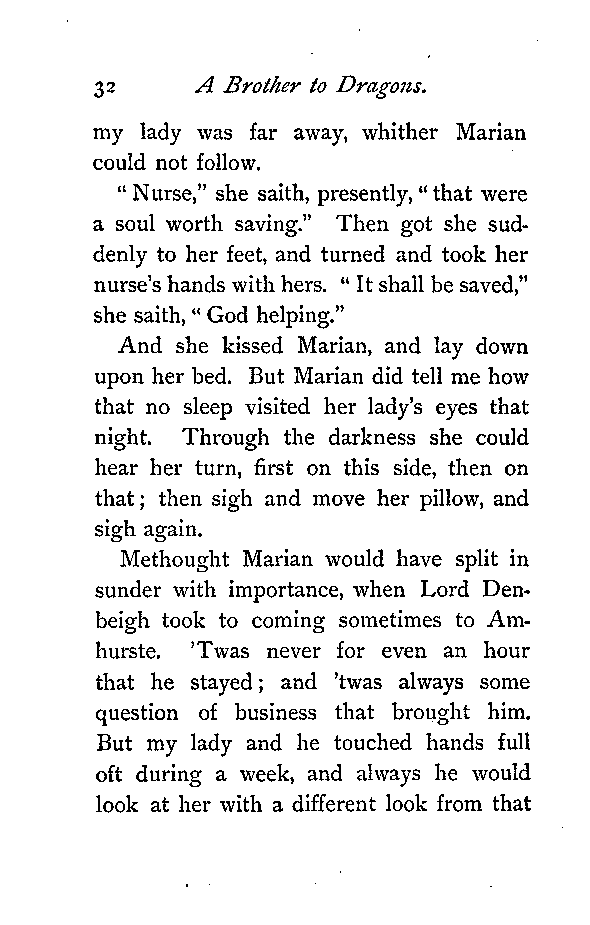 32 A Brother to Dragons.
my lady was far away, whither Marian
could not follow.
“ Nurse,” she saith, presently, “ that were
a soul worth saving.” Then got she sud-
denly to her feet, and turned and took her
nurse's hands with hers. “ It shall be saved,”
she saith, “ God helping.”
And she kissed Marian, and lay down
upon her bed. But Marian did tell me how
that no sleep visited her lady's eyes that
night. Through the darkness she could
hear her turn, first on this side, then on
that ; then sigh and move her pillow, and
sigh again.
Methought Marian would have split in
sunder with importance, when Lord Den-
beigh took to coming sometimes to Am-
hurste. 'Twas never for even an hour
that he stayed ; and 'twas always some
question of business that brought him.
But my lady and he touched hands full
oft during a week, and always he would
look at her with a different look from that